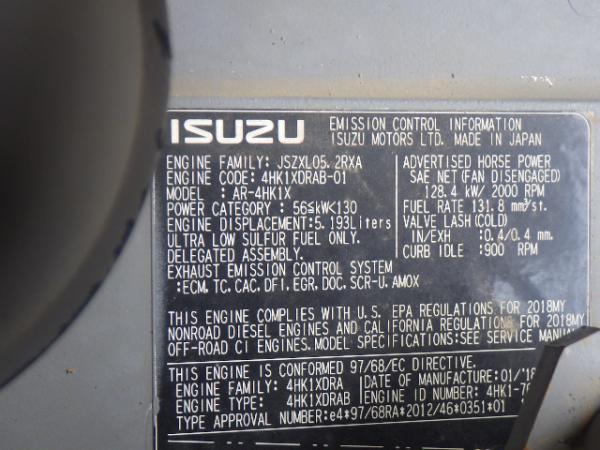 ISUZU EMISSION CONTROL INFORMATION
ISUZU MOTORS LTD. MADE IN JAPAN
ENGINE FAMILY: JSZXL05.2RXA
ENGINE CODE: 4HK1XDRAB-01
MODEL : AR-4HK1X
POWER CATEGORY : 56≦kW<130
ENGINE DISPLACEMENT:5.193Liters
ULTRA LOW SULFUR FUEL ONLY.
DELEGATED ASSEMBLY.
EXHAUST EMISSION CONTROL SYSTEM
:ECM, TC, CAC, DFI, EGR, DOC, SCR-U, AMOX
ADVERTISED HORSE POWER
SAE NET(FAN DISENGAGED)
128.4 kW/ 2000 RPM
FUEL RATE 131.8 mm³/st.
VALVE LASH(COLD)
IN/EXH :0.4/0.4 mm.
CURB IDLE :900 RPM
THIS ENGINE COMPLIES WITH U.S. EPA REGULATIONS FOR 2018MY
NONROAD DIESEL ENGINES AND CALIFORNIA REGULATIONS FOR 2018MY
OFF-ROAD CI ENGINES. MODEL SPECIFICATIONS:SEE SERVICE
THIS ENGINE IS CONFORMED 97/68/EC DIRECTIVE.
ENGINE FAMILY: 4HK1XDRA DATE OF MANUFACTURE:01/'18
ENGINE TYPE: 4HK1XDRAB ENGINE NUMBER:
TYPE APPROVAL NUMBER:e4*97/68RA*2012/46*0351*01